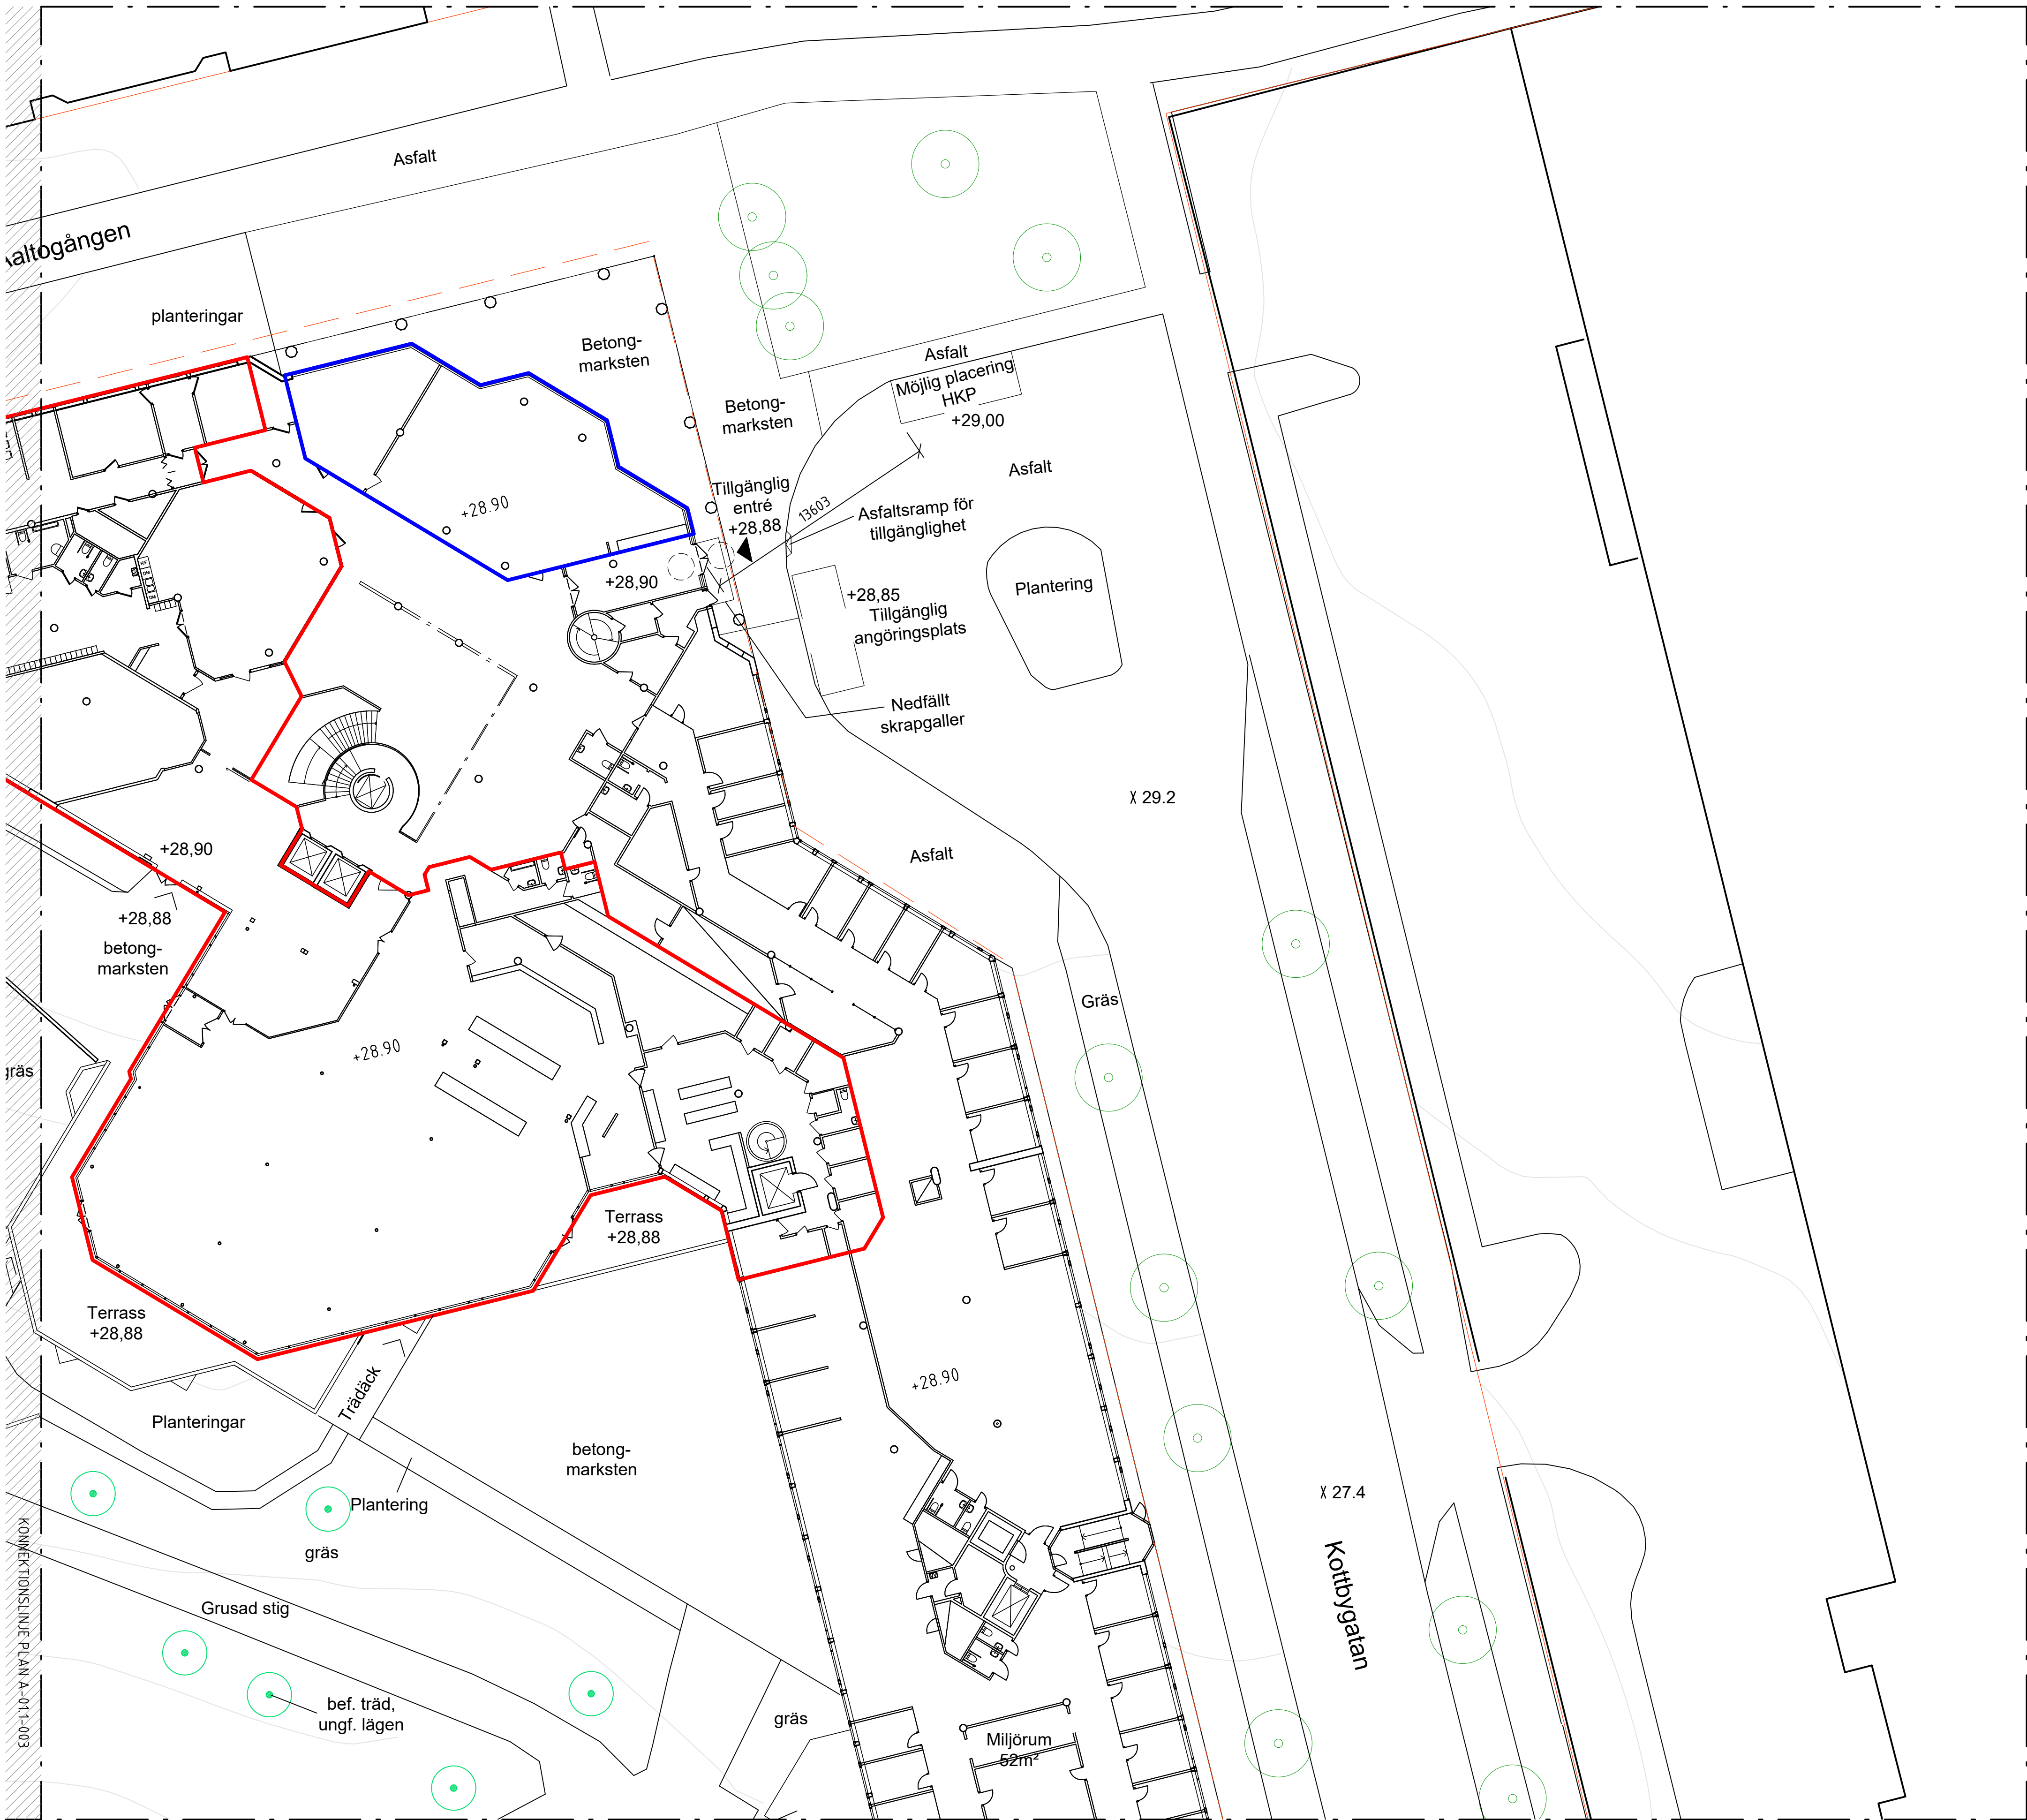 Asfalt
planteringar
Betong-
marksten
Asfalt
Möjlig placering
HKP
+29,00
Betong-
marksten
Asfalt
Tillgänglig
entré
+28,88
13603
Asfaltsramp för
tillgänglighet
+28.90
+28,90
+28,85
Tillgänglig
angöringsplats
Plantering
Nedfällt
skrapgaller
X 29.2
Asfalt
+28,90
+28,88
betong-
marksten
Gräs
gräs
+28.90
Terrass
+28,88
Terrass
+28,88
Trädäck
+28.90
Planteringar
betong-
marksten
Plantering
X 27.4
gräs
Kottbygatan
Grusad stig
KONNEKTIONSLINJE PLAN A-01.1-003
bef. träd,
ungf. lägen
gräs
Miljörum
52m²